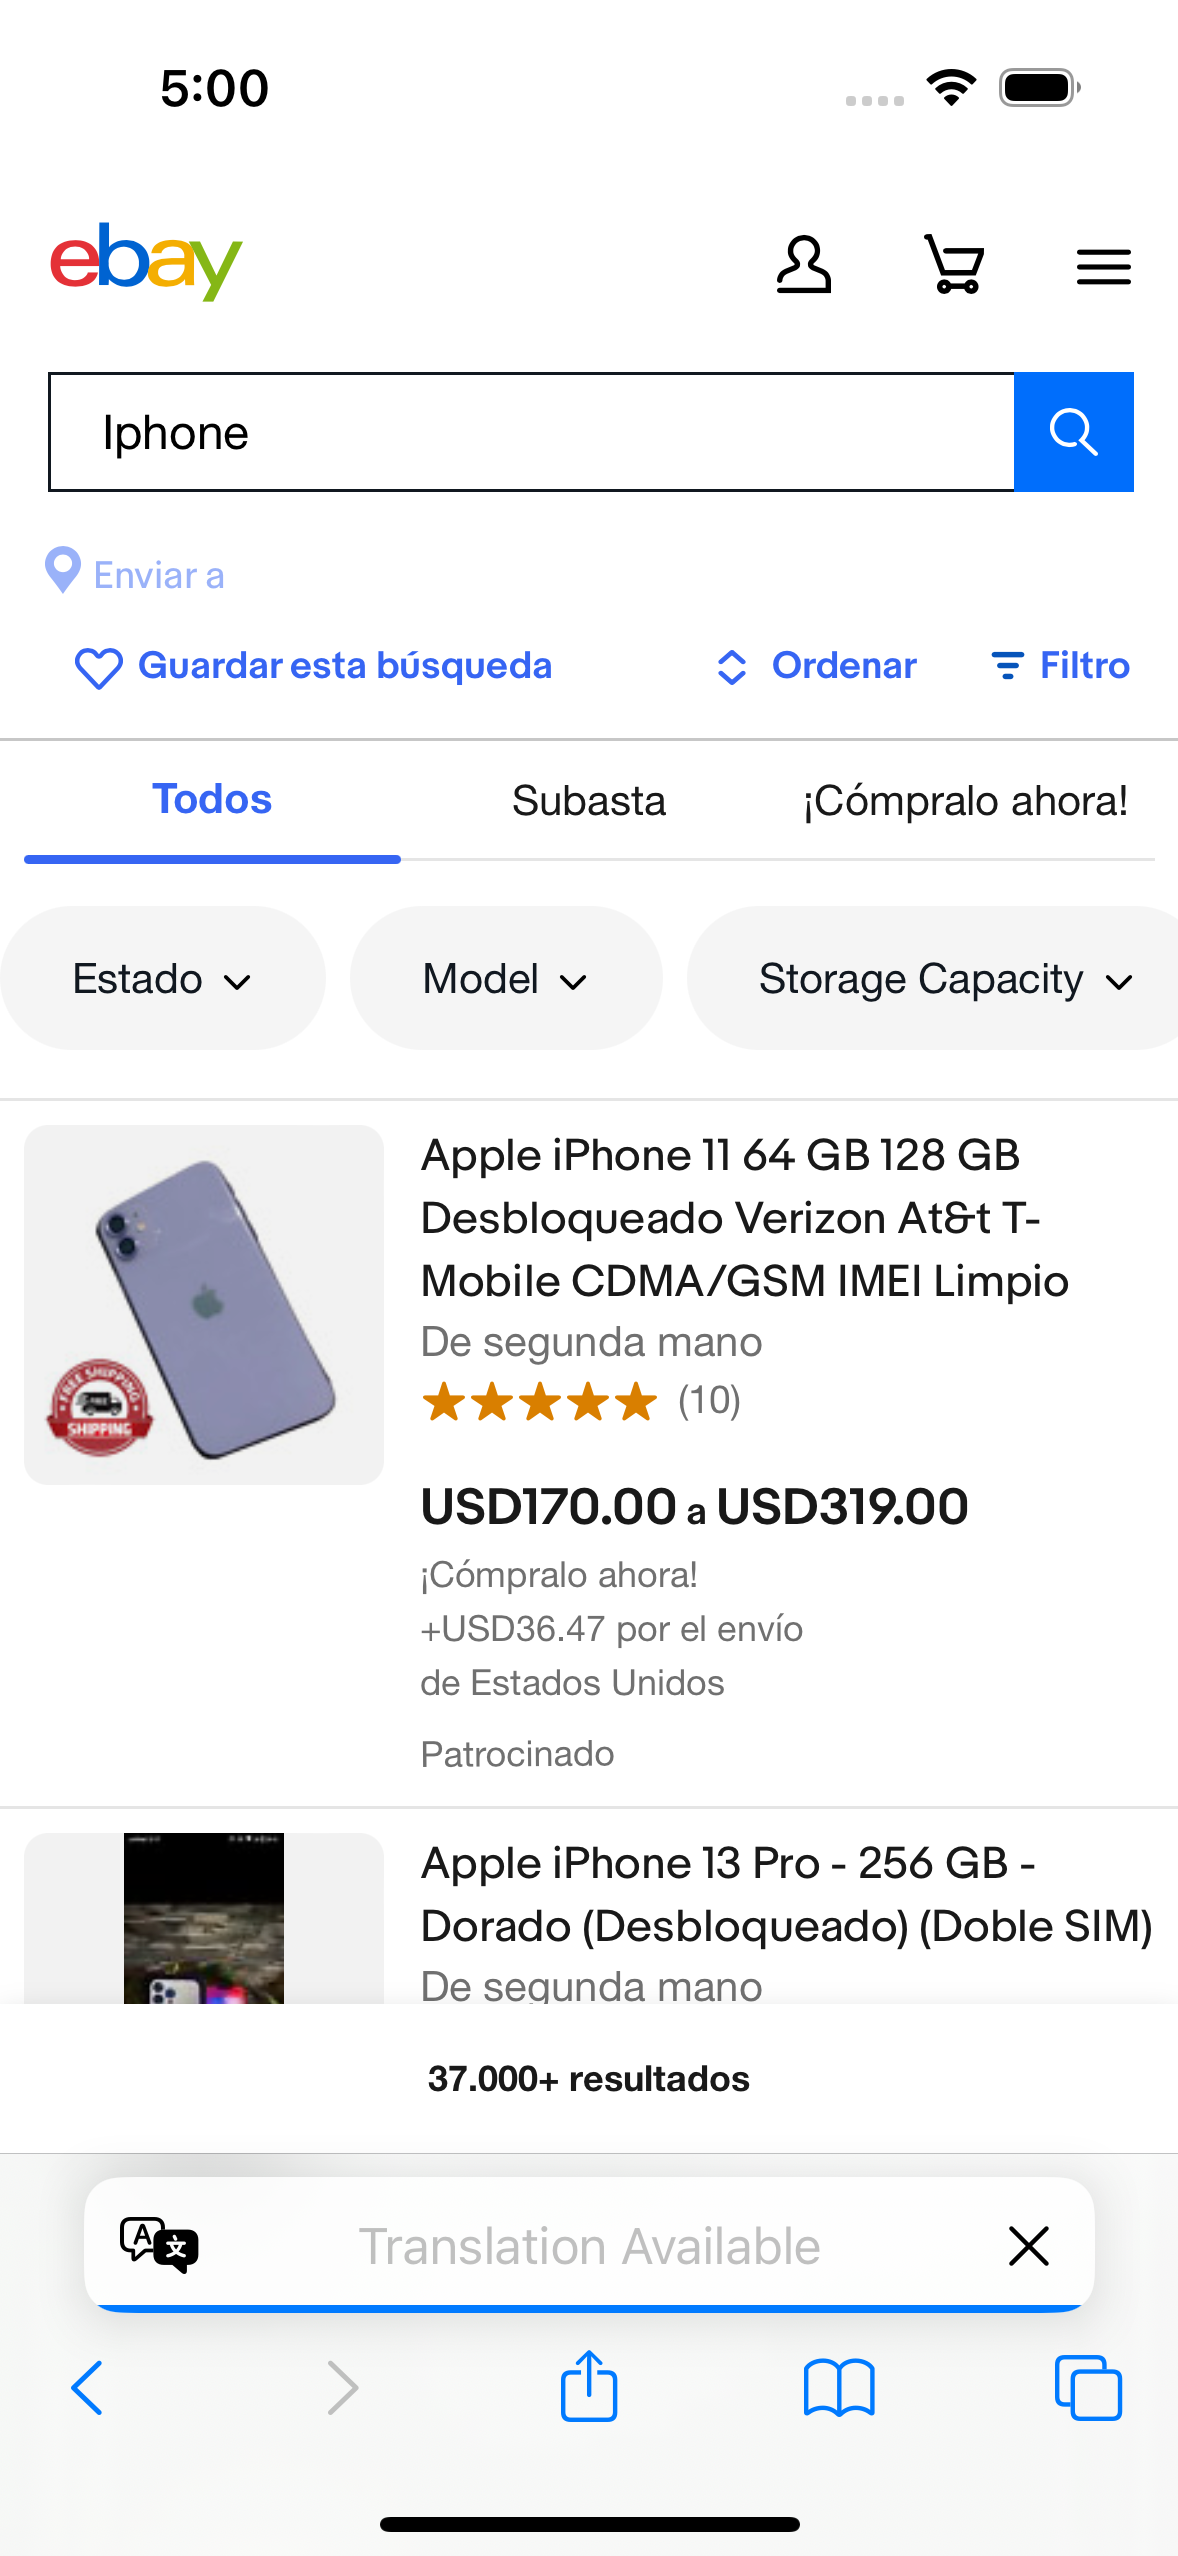 5:00
ebay
Iphone
Enviar a
Guardar esta búsqueda
Ordenar
Filtro
Todos
Subasta
¡Cómpralo ahora!
Estado
Model
Storage Capacity
Apple iPhone 11 64 GB 128 GB
Desbloqueado Verizon At&t T-
Mobile CDMA/GSM IMEI Limpio
De segunda mano
(10)
FREE SHIPPING
FREE
SHIPPING
USD170.00 a USD319.00
¡Cómpralo ahora!
+USD36.47 por el envío
de Estados Unidos
Patrocinado
Apple iPhone 13 Pro - 256 GB -
Dorado (Desbloqueado) (Doble SIM)
De segunda mano
37.000+ resultados
A 文
Translation Available